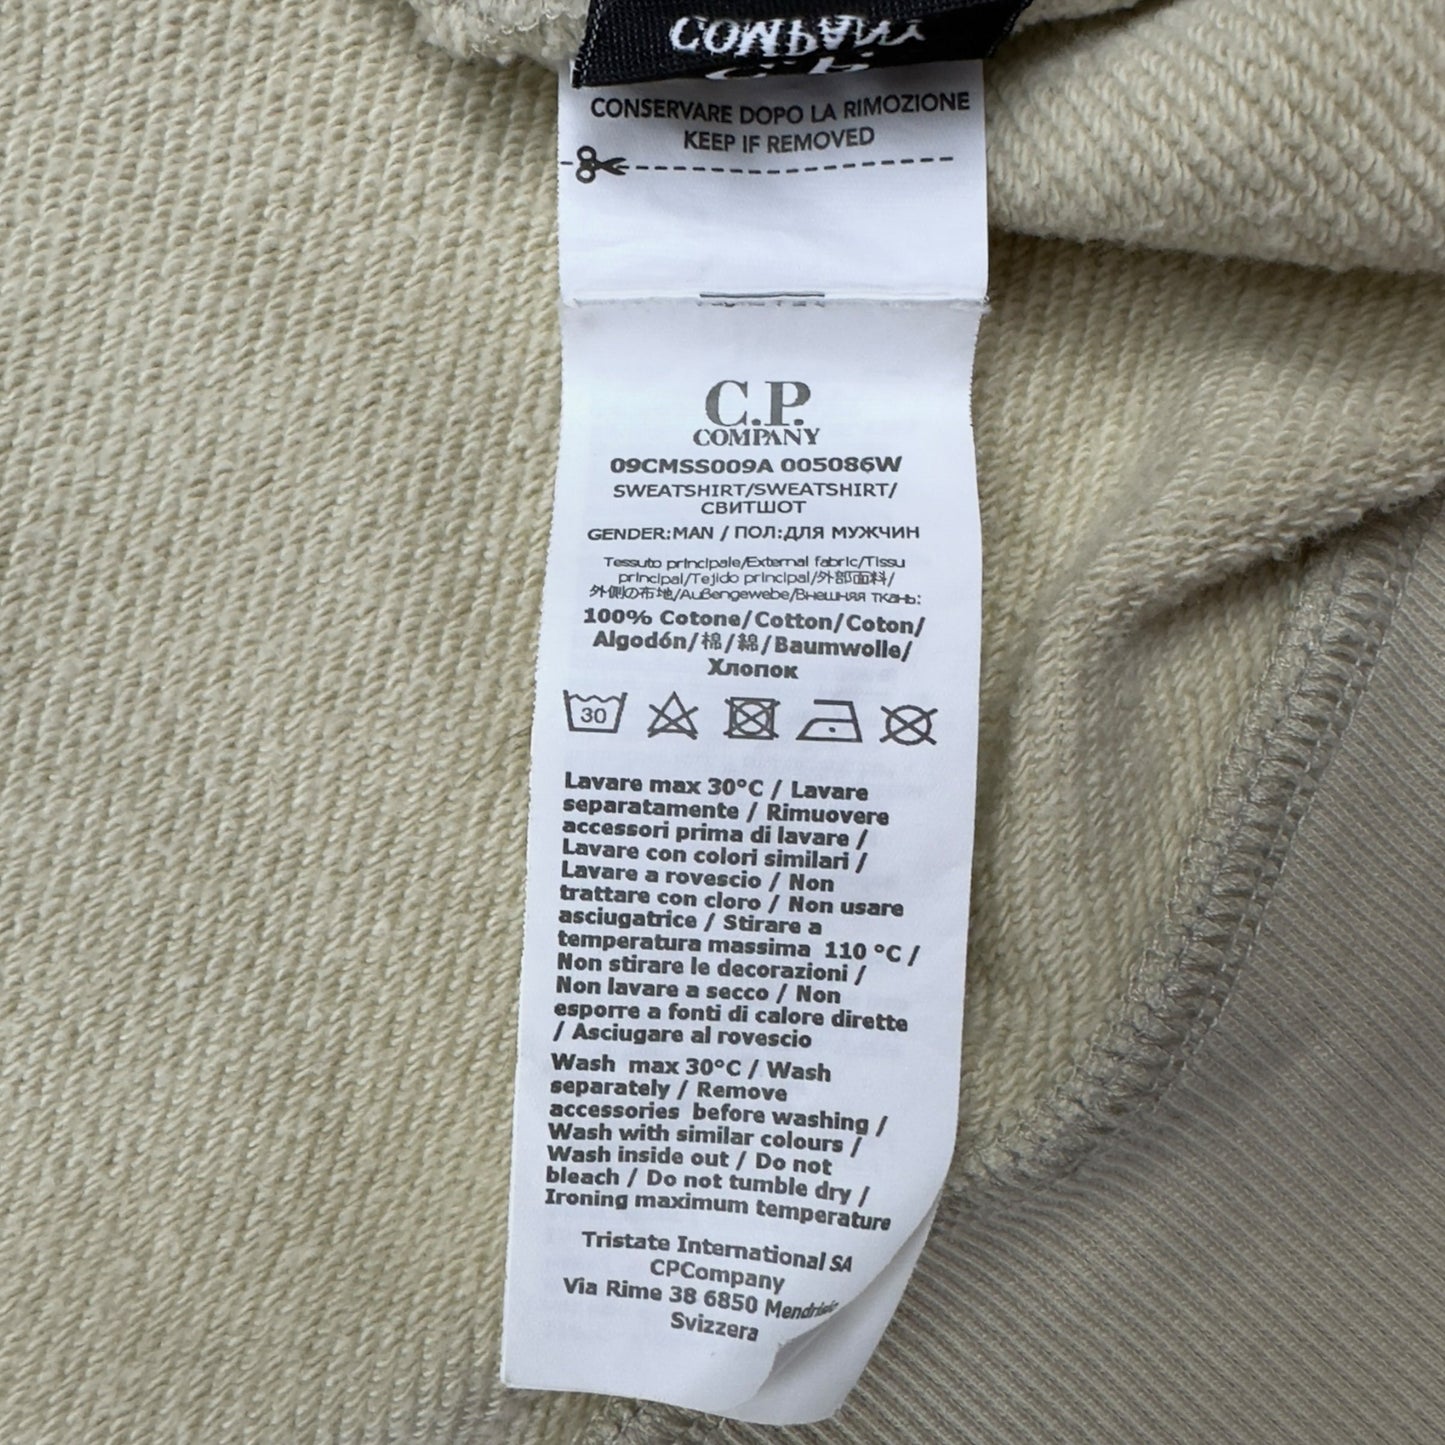 COMPANY
C.P.
CONSERVARE DOPO LA RIMOZIONE
KEEP IF REMOVED
C.P.
COMPANY
09CMSS009A 005086W
SWEATSHIRT/SWEATSHIRT/
СВИТШОТ
GENDER:MAN / ПОЛ:ДЛЯ МУЖЧИН
Tessuto principale/External fabric/Tissu
principal/Tejido principal/外部面料/
外側の布地/Außengewebe/Внешняя ткань:
100% Cotone/Cotton/Coton/
Algodón/棉/綿/Baumwolle/
Хлопок
30
Lavare max 30°C / Lavare
separatamente / Rimuovere
accessori prima di lavare /
Lavare con colori similari /
Lavare a rovescio / Non
trattare con cloro / Non usare
asciugatrice / Stirare a
temperatura massima 110 °C /
Non stirare le decorazioni /
Non lavare a secco / Non
esporre a fonti di calore dirette
/ Asciugare al rovescio
Wash max 30°C / Wash
separately / Remove
accessories before washing /
Wash with similar colours /
Wash inside out / Do not
bleach / Do not tumble dry /
Ironing maximum temperature
Tristate International SA
CPCompany
Via Rime 38 6850 Mendrisio
Svizzera